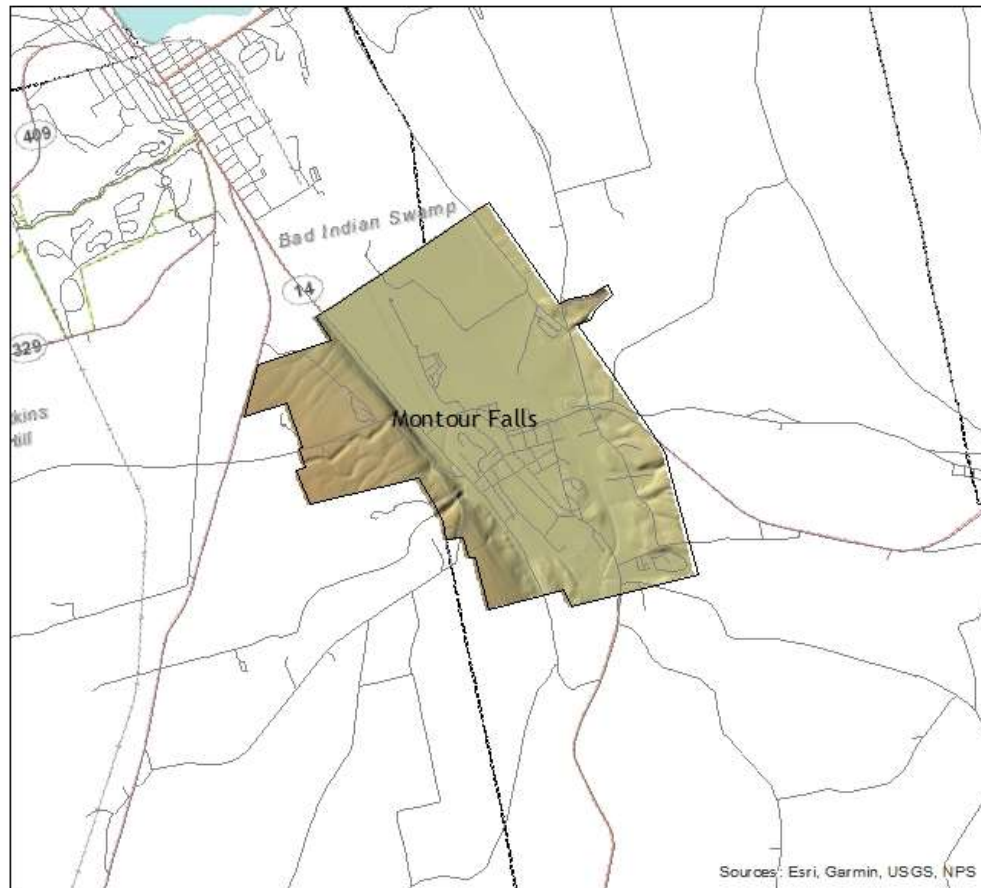 409
Bad Indian Swamp
14
329
kins
Hill
Montour Falls
Sources: Esri, Garmin, USGS, NPS